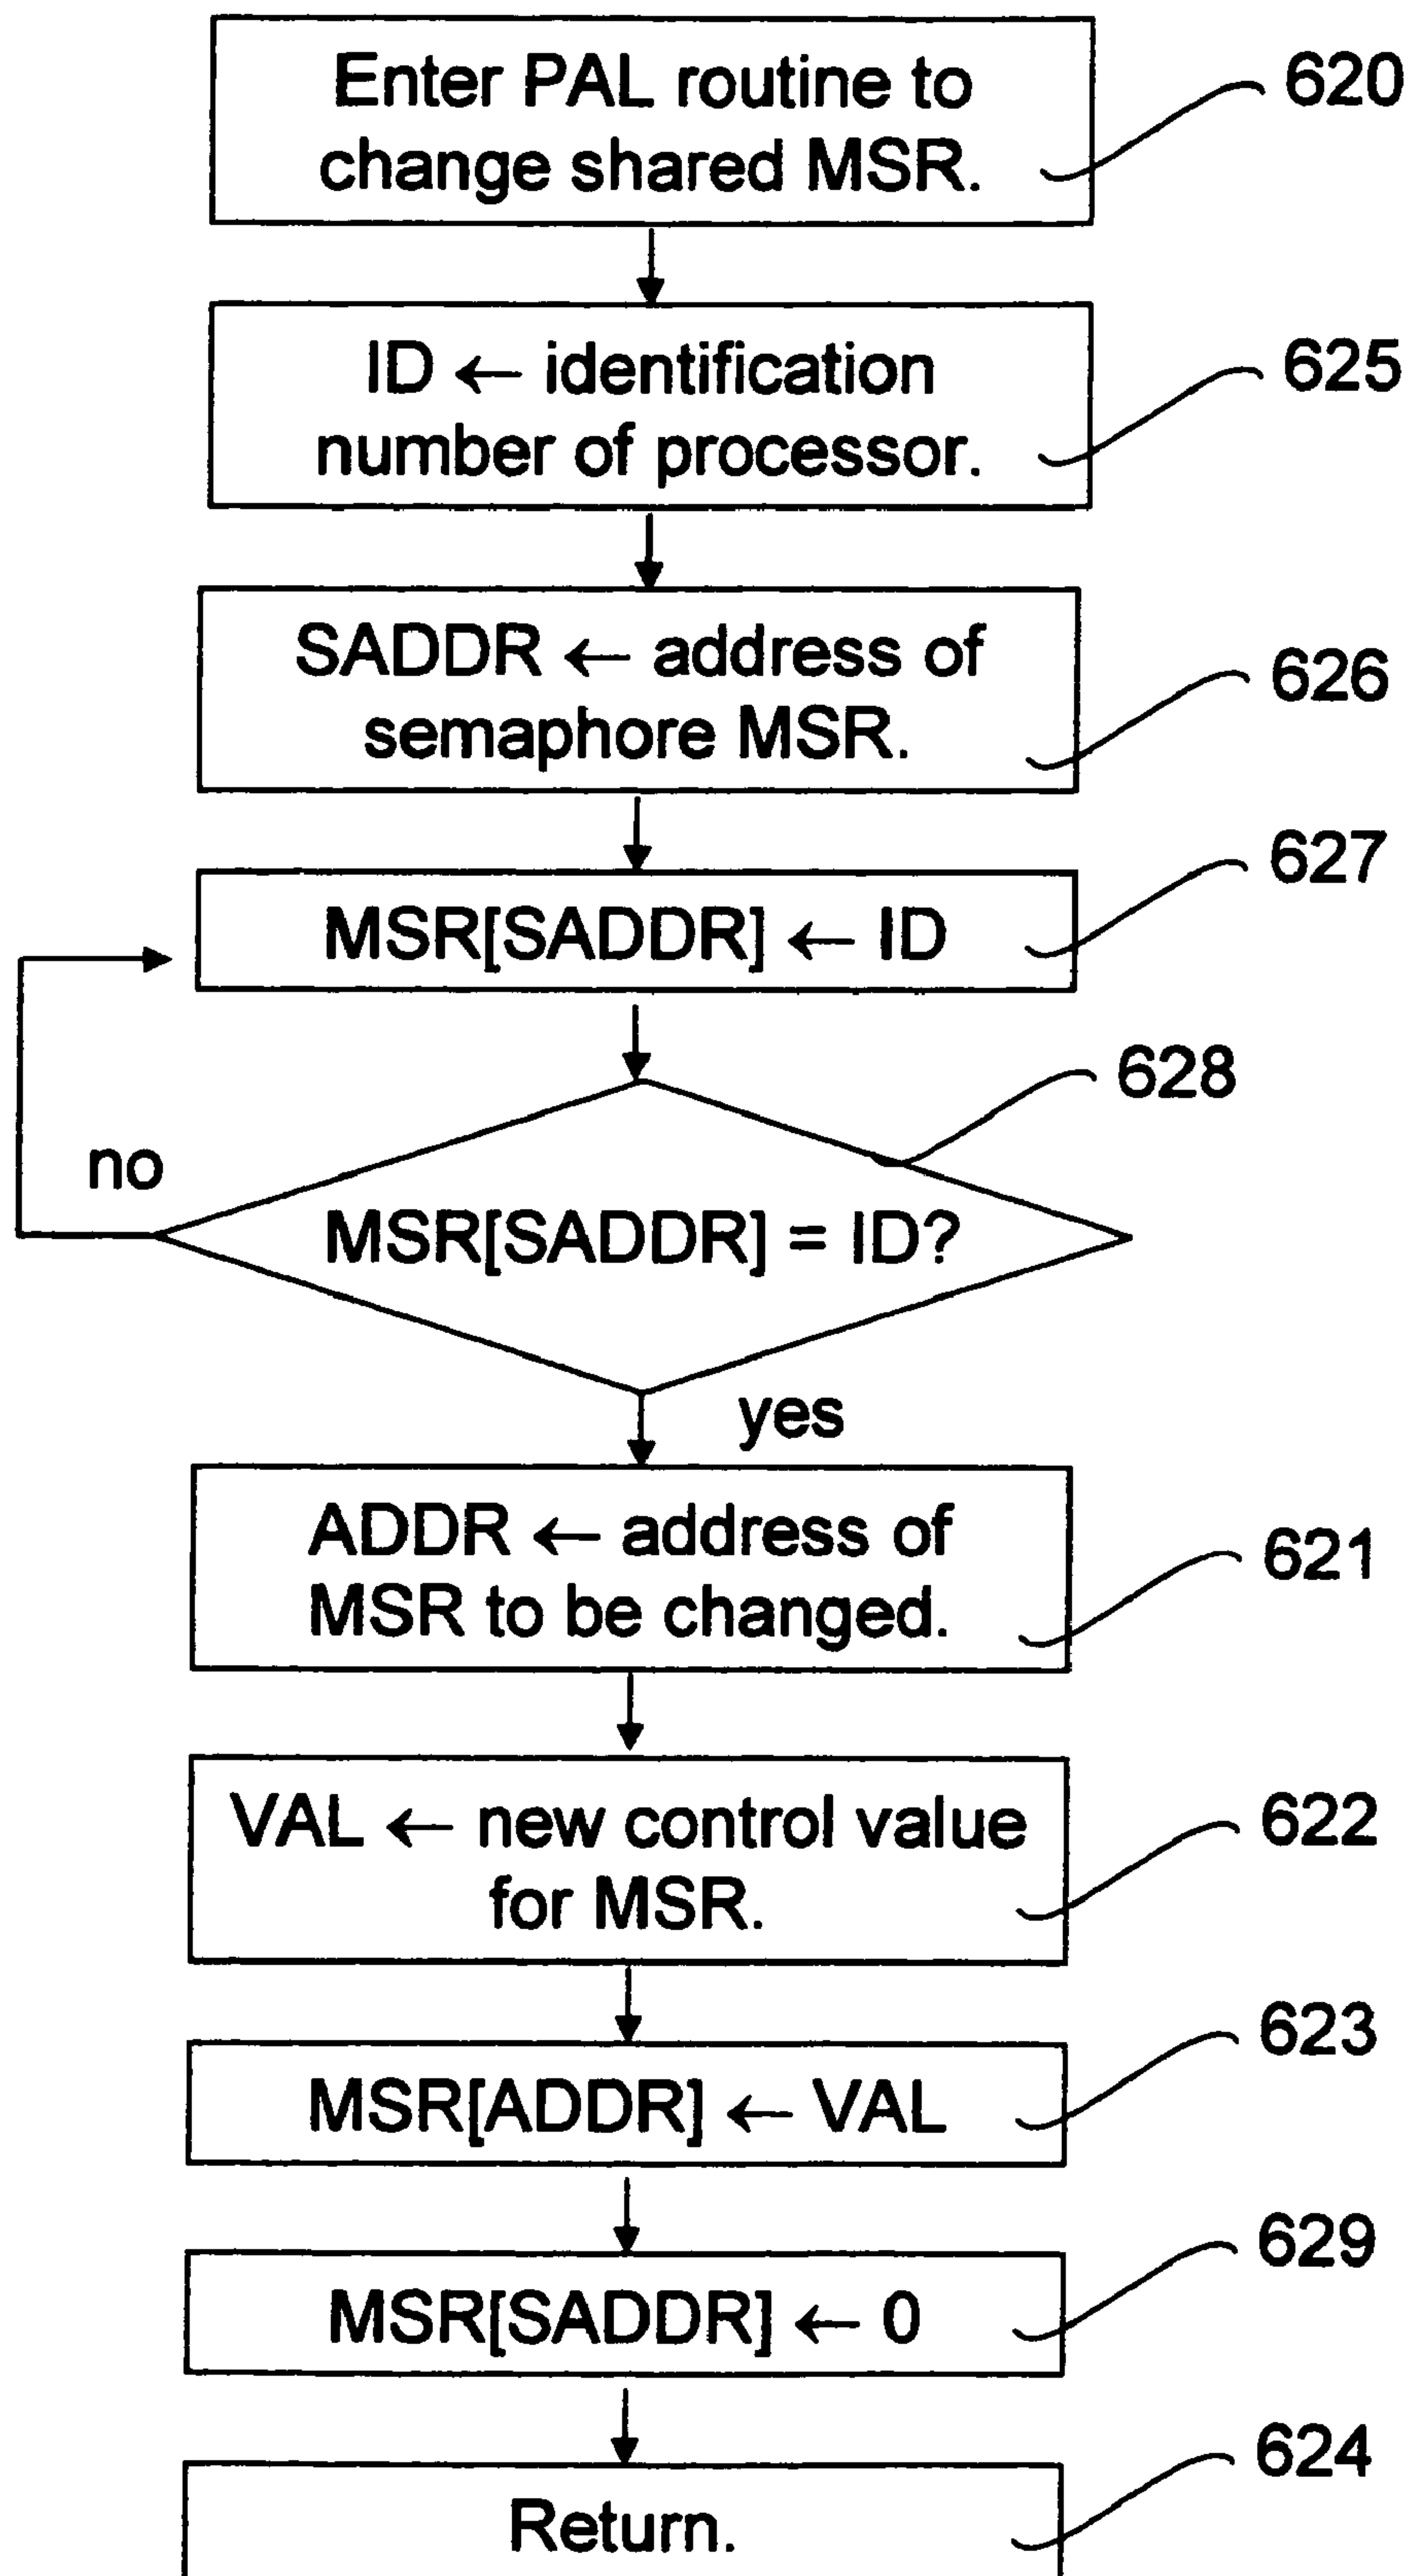 Enter PAL routine to
change shared MSR.
620
ID ← identification
number of processor.
625
SADDR ← address of
semaphore MSR.
626
MSR[SADDR] ← ID
627
628
no
MSR[SADDR] = ID?
yes
ADDR ← address of
MSR to be changed.
621
VAL ← new control value
for MSR.
622
MSR[ADDR] ← VAL
623
MSR[SADDR] ← 0
629
Return.
624